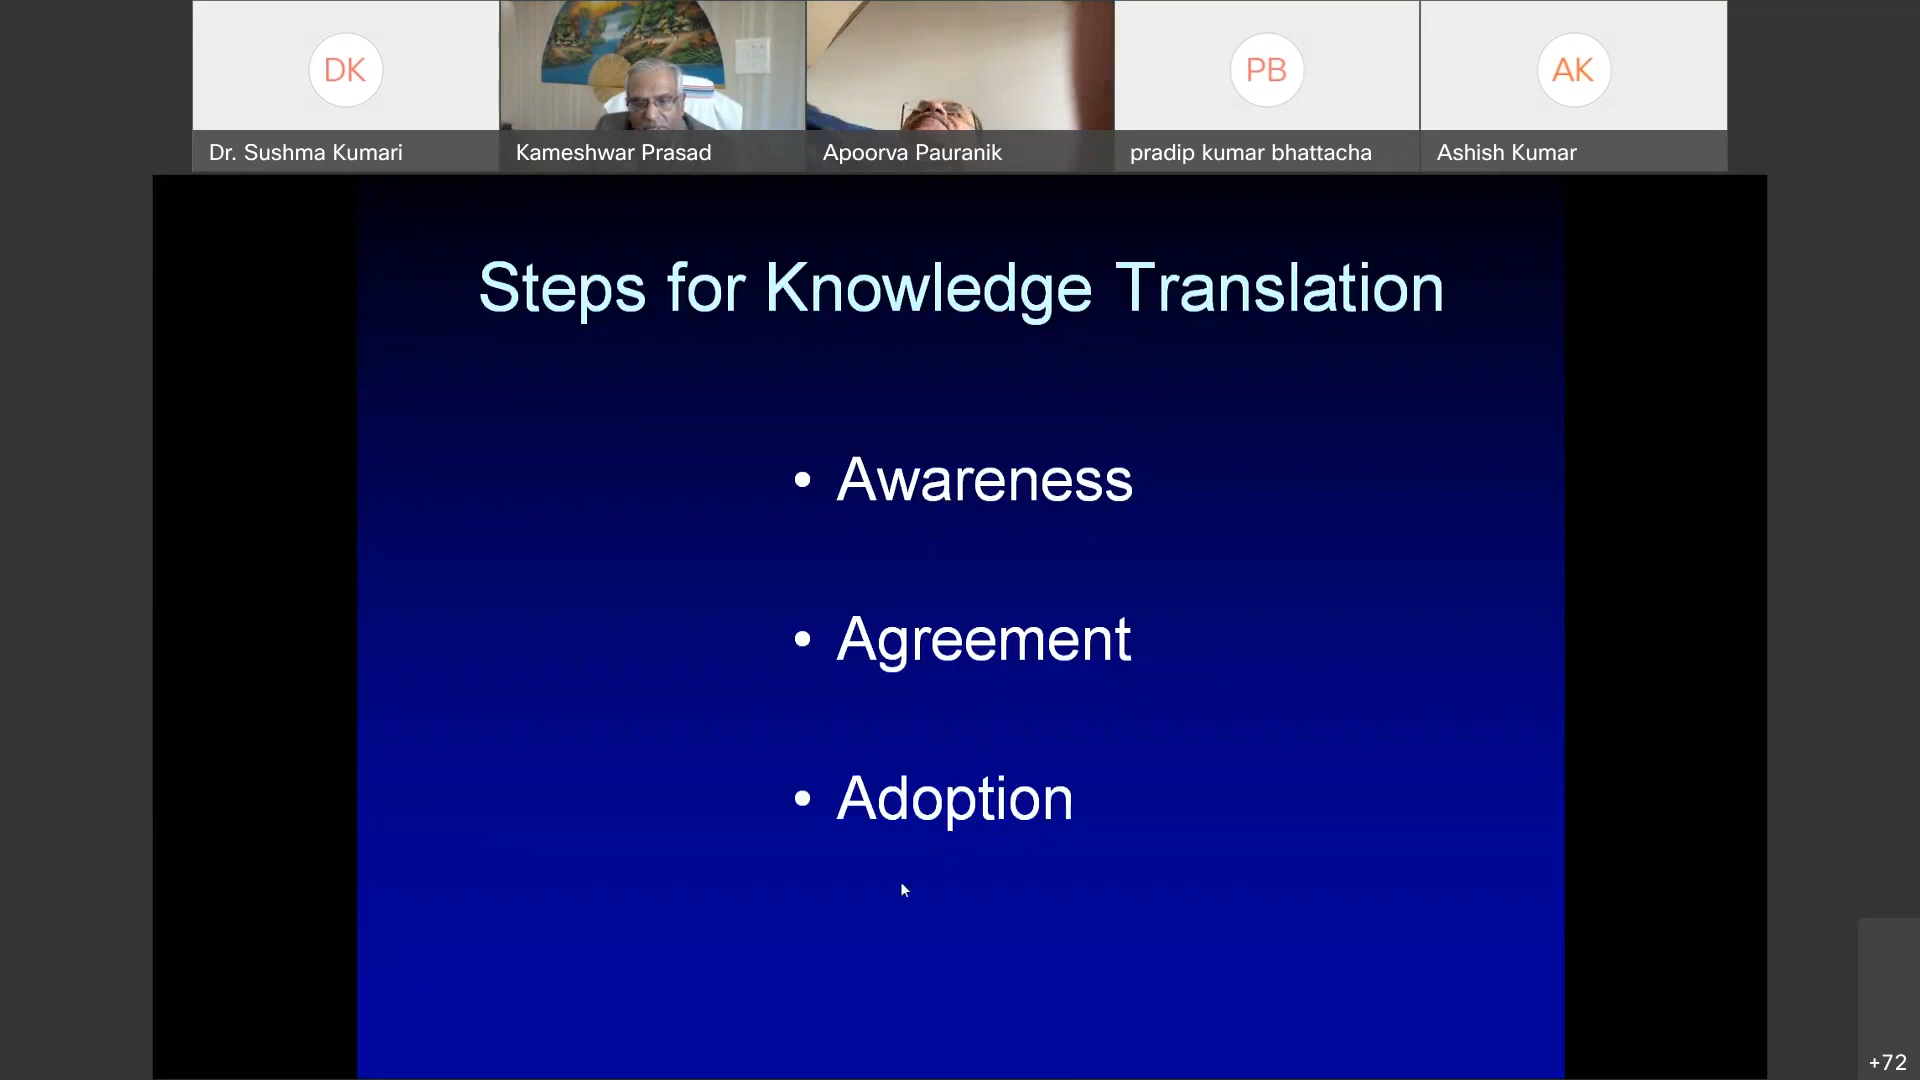 DK
PB
AK
Dr. Sushma Kumari
Kameshwar Prasad
Apoorva Pauranik
pradip kumar bhattacha
Ashish Kumar
Steps for Knowledge Translation
• Awareness
• Agreement
• Adoption
+72